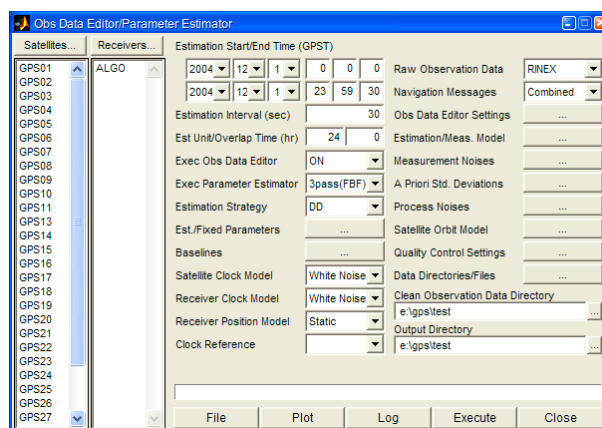 Obs Data Editor/Parameter Estimator
Satellites...
Receivers...
GPS01
GPS02
GPS03
GPS04
GPS05
GPS06
GPS07
GPS08
GPS09
GPS10
GPS11
GPS13
GPS14
GPS15
GPS16
GPS17
GPS18
GPS19
GPS20
GPS21
GPS22
GPS23
GPS24
GPS25
GPS26
GPS27
ALGO
Estimation Start/End Time (GPST)
2004 12 1 0 0 0
2004 12 1 23 59 30
Estimation Interval (sec) 30
Est Unit/Overlap Time (hr) 24 0
Exec Obs Data Editor ON
Exec Parameter Estimator 3pass(FBF)
Estimation Strategy DD
Est./Fixed Parameters ...
Baselines ...
Satellite Clock Model White Noise
Receiver Clock Model White Noise
Receiver Position Model Static
Clock Reference
Raw Observation Data RINEX
Navigation Messages Combined
Obs Data Editor Settings ...
Estimation/Meas. Model ...
Measurement Noises ...
A Priori Std. Deviations ...
Process Noises ...
Satellite Orbit Model ...
Quality Control Settings ...
Data Directories/Files ...
Clean Observation Data Directory
e:\gps\test ...
Output Directory
e:\gps\test ...
File Plot Log Execute Close